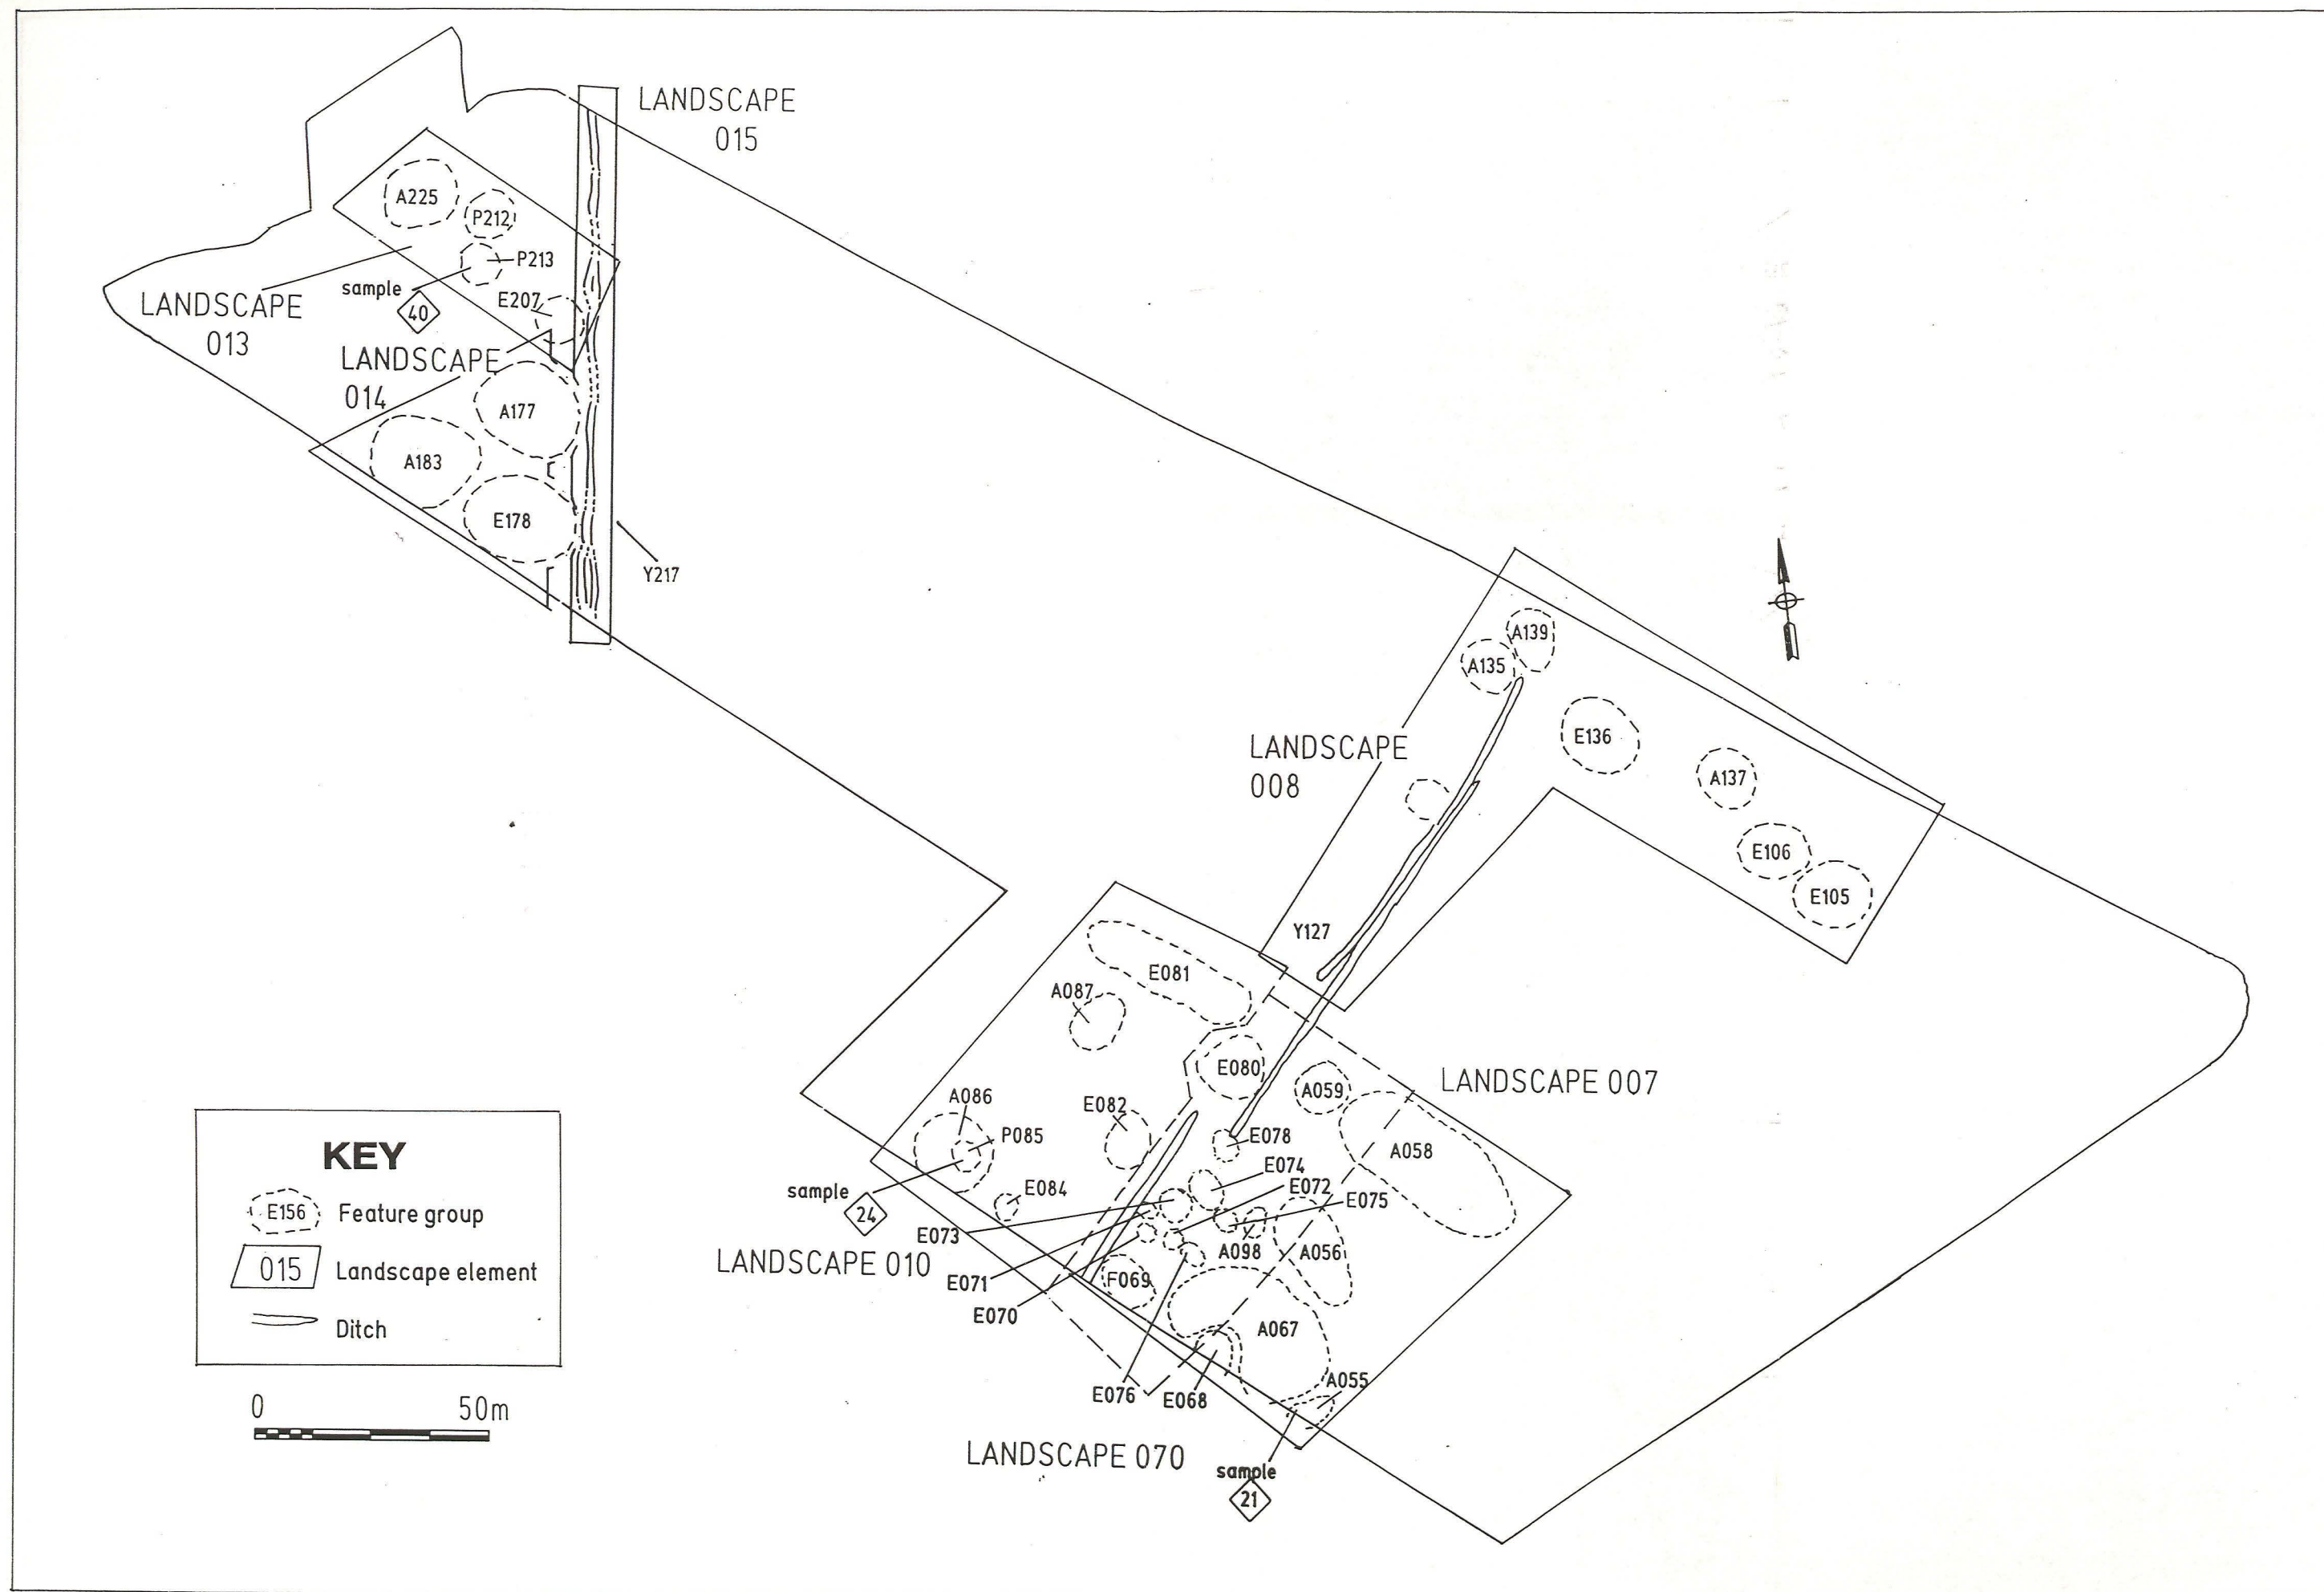 LANDSCAPE
015
A225
P212
P213
sample
40
E207
LANDSCAPE
013
LANDSCAPE
014
A177
A183
E178
Y217
A139
A135
E136
LANDSCAPE
008
A137
E106
E105
Y127
E081
A087
E080
A059
LANDSCAPE 007
A086
E082
P085
E078
A058
E074
E072
E075
sample
24
E084
E073
A098
A056
LANDSCAPE 010
E071
F069
E070
A067
E076
E068
A055
LANDSCAPE 070
sample
21
KEY
E156 Feature group
015 Landscape element
Ditch
0 50m